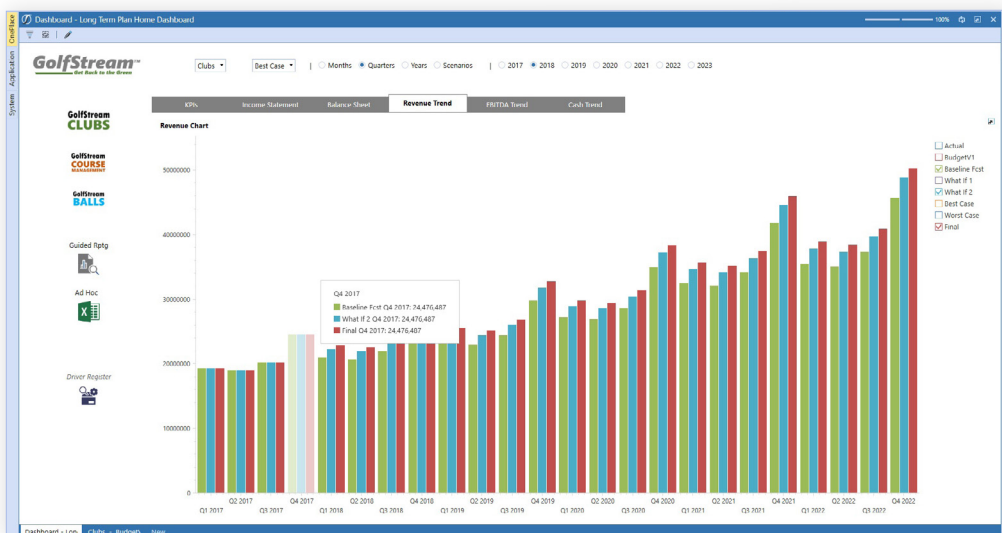 Dashboard - Long Term Plan Home Dashboard
100%
OnePlace
Application
System
GolfStream™
Get Back to the Green
Clubs
Best Case
| Months Quarters Years Scenarios
| 2017 2018 2019 2020 2021 2022 2023
KPIs Income Statement Balance Sheet Revenue Trend EBITDA Trend Cash Trend
GolfStream
CLUBS
GolfStream
COURSE
MANAGEMENT
GolfStream
BALLS
Guided Rptg
Ad Hoc
Driver Register
Revenue Chart
50000000
40000000
30000000
20000000
10000000
0
Q4 2017
Baseline Fcst Q4 2017: 24,476,487
What If 2 Q4 2017: 24,476,487
Final Q4 2017: 24,476,487
Actual
BudgetV1
Baseline Fcst
What If 1
What If 2
Best Case
Worst Case
Final
Q2 2017 Q4 2017 Q2 2018 Q4 2018 Q2 2019 Q4 2019 Q2 2020 Q4 2020 Q2 2021 Q4 2021 Q2 2022 Q4 2022
Q1 2017 Q3 2017 Q1 2018 Q3 2018 Q1 2019 Q3 2019 Q1 2020 Q3 2020 Q1 2021 Q3 2021 Q1 2022 Q3 2022
Dashboard - Lon Clubs - BudgetV New